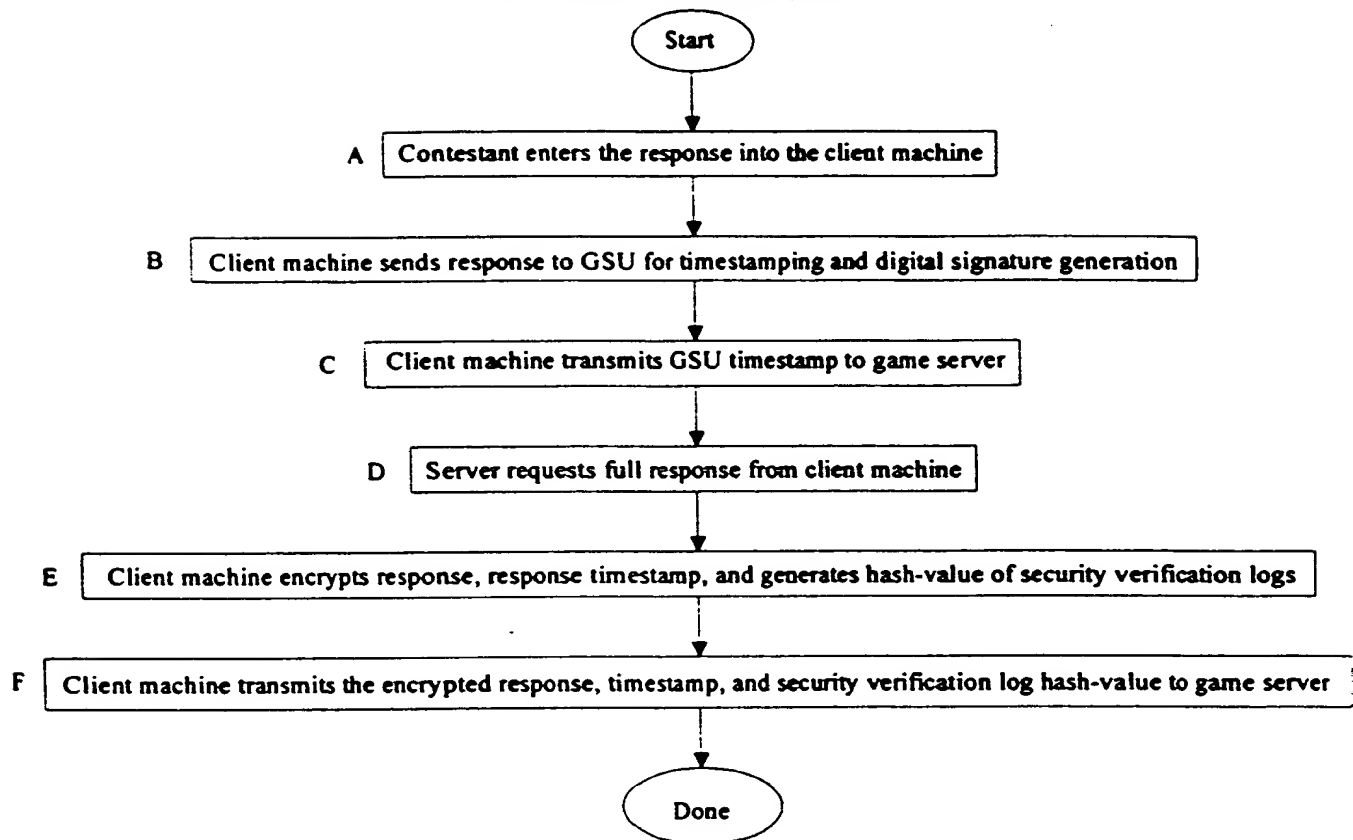 Start
A Contestant enters the response into the client machine
B Client machine sends response to GSU for timestamping and digital signature generation
C Client machine transmits GSU timestamp to game server
D Server requests full response from client machine
E Client machine encrypts response, response timestamp, and generates hash-value of security verification logs
F Client machine transmits the encrypted response, timestamp, and security verification log hash-value to game server
Done